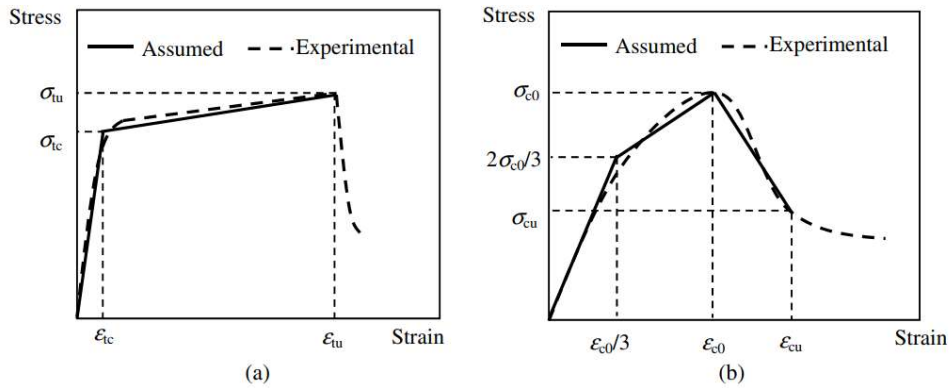 Stress
Assumed Experimental
σtu
σtc
εtc εtu Strain
(a)
Stress
Assumed Experimental
σc0
2σc0/3
σcu
εc0/3 εc0 εcu Strain
(b)